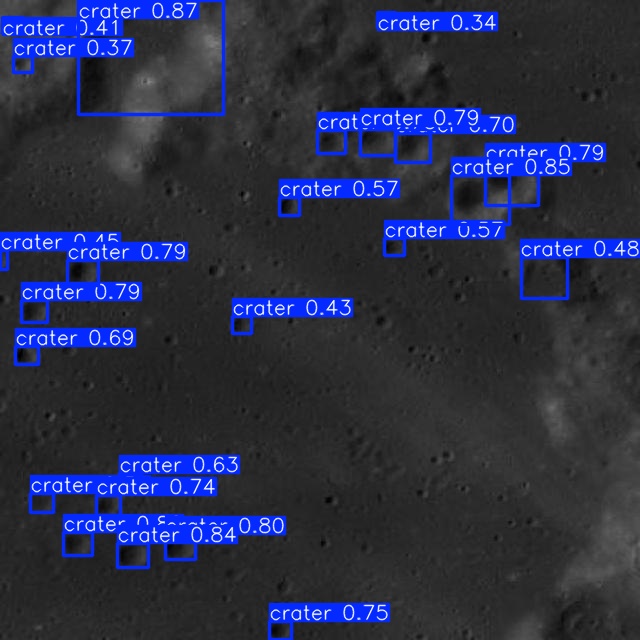 crater 0.87
crater 0.34
crater 0.41
crater 0.37
crater 0.79
0.70
crater 0.79
crater 0.85
crater 0.57
crater 0.57
crater 0.45
crater 0.79
crater 0.48
crater 0.79
crater 0.43
crater 0.69
crater 0.63
crater
crater 0.74
crater
crater 0.80
crater 0.84
crater 0.75